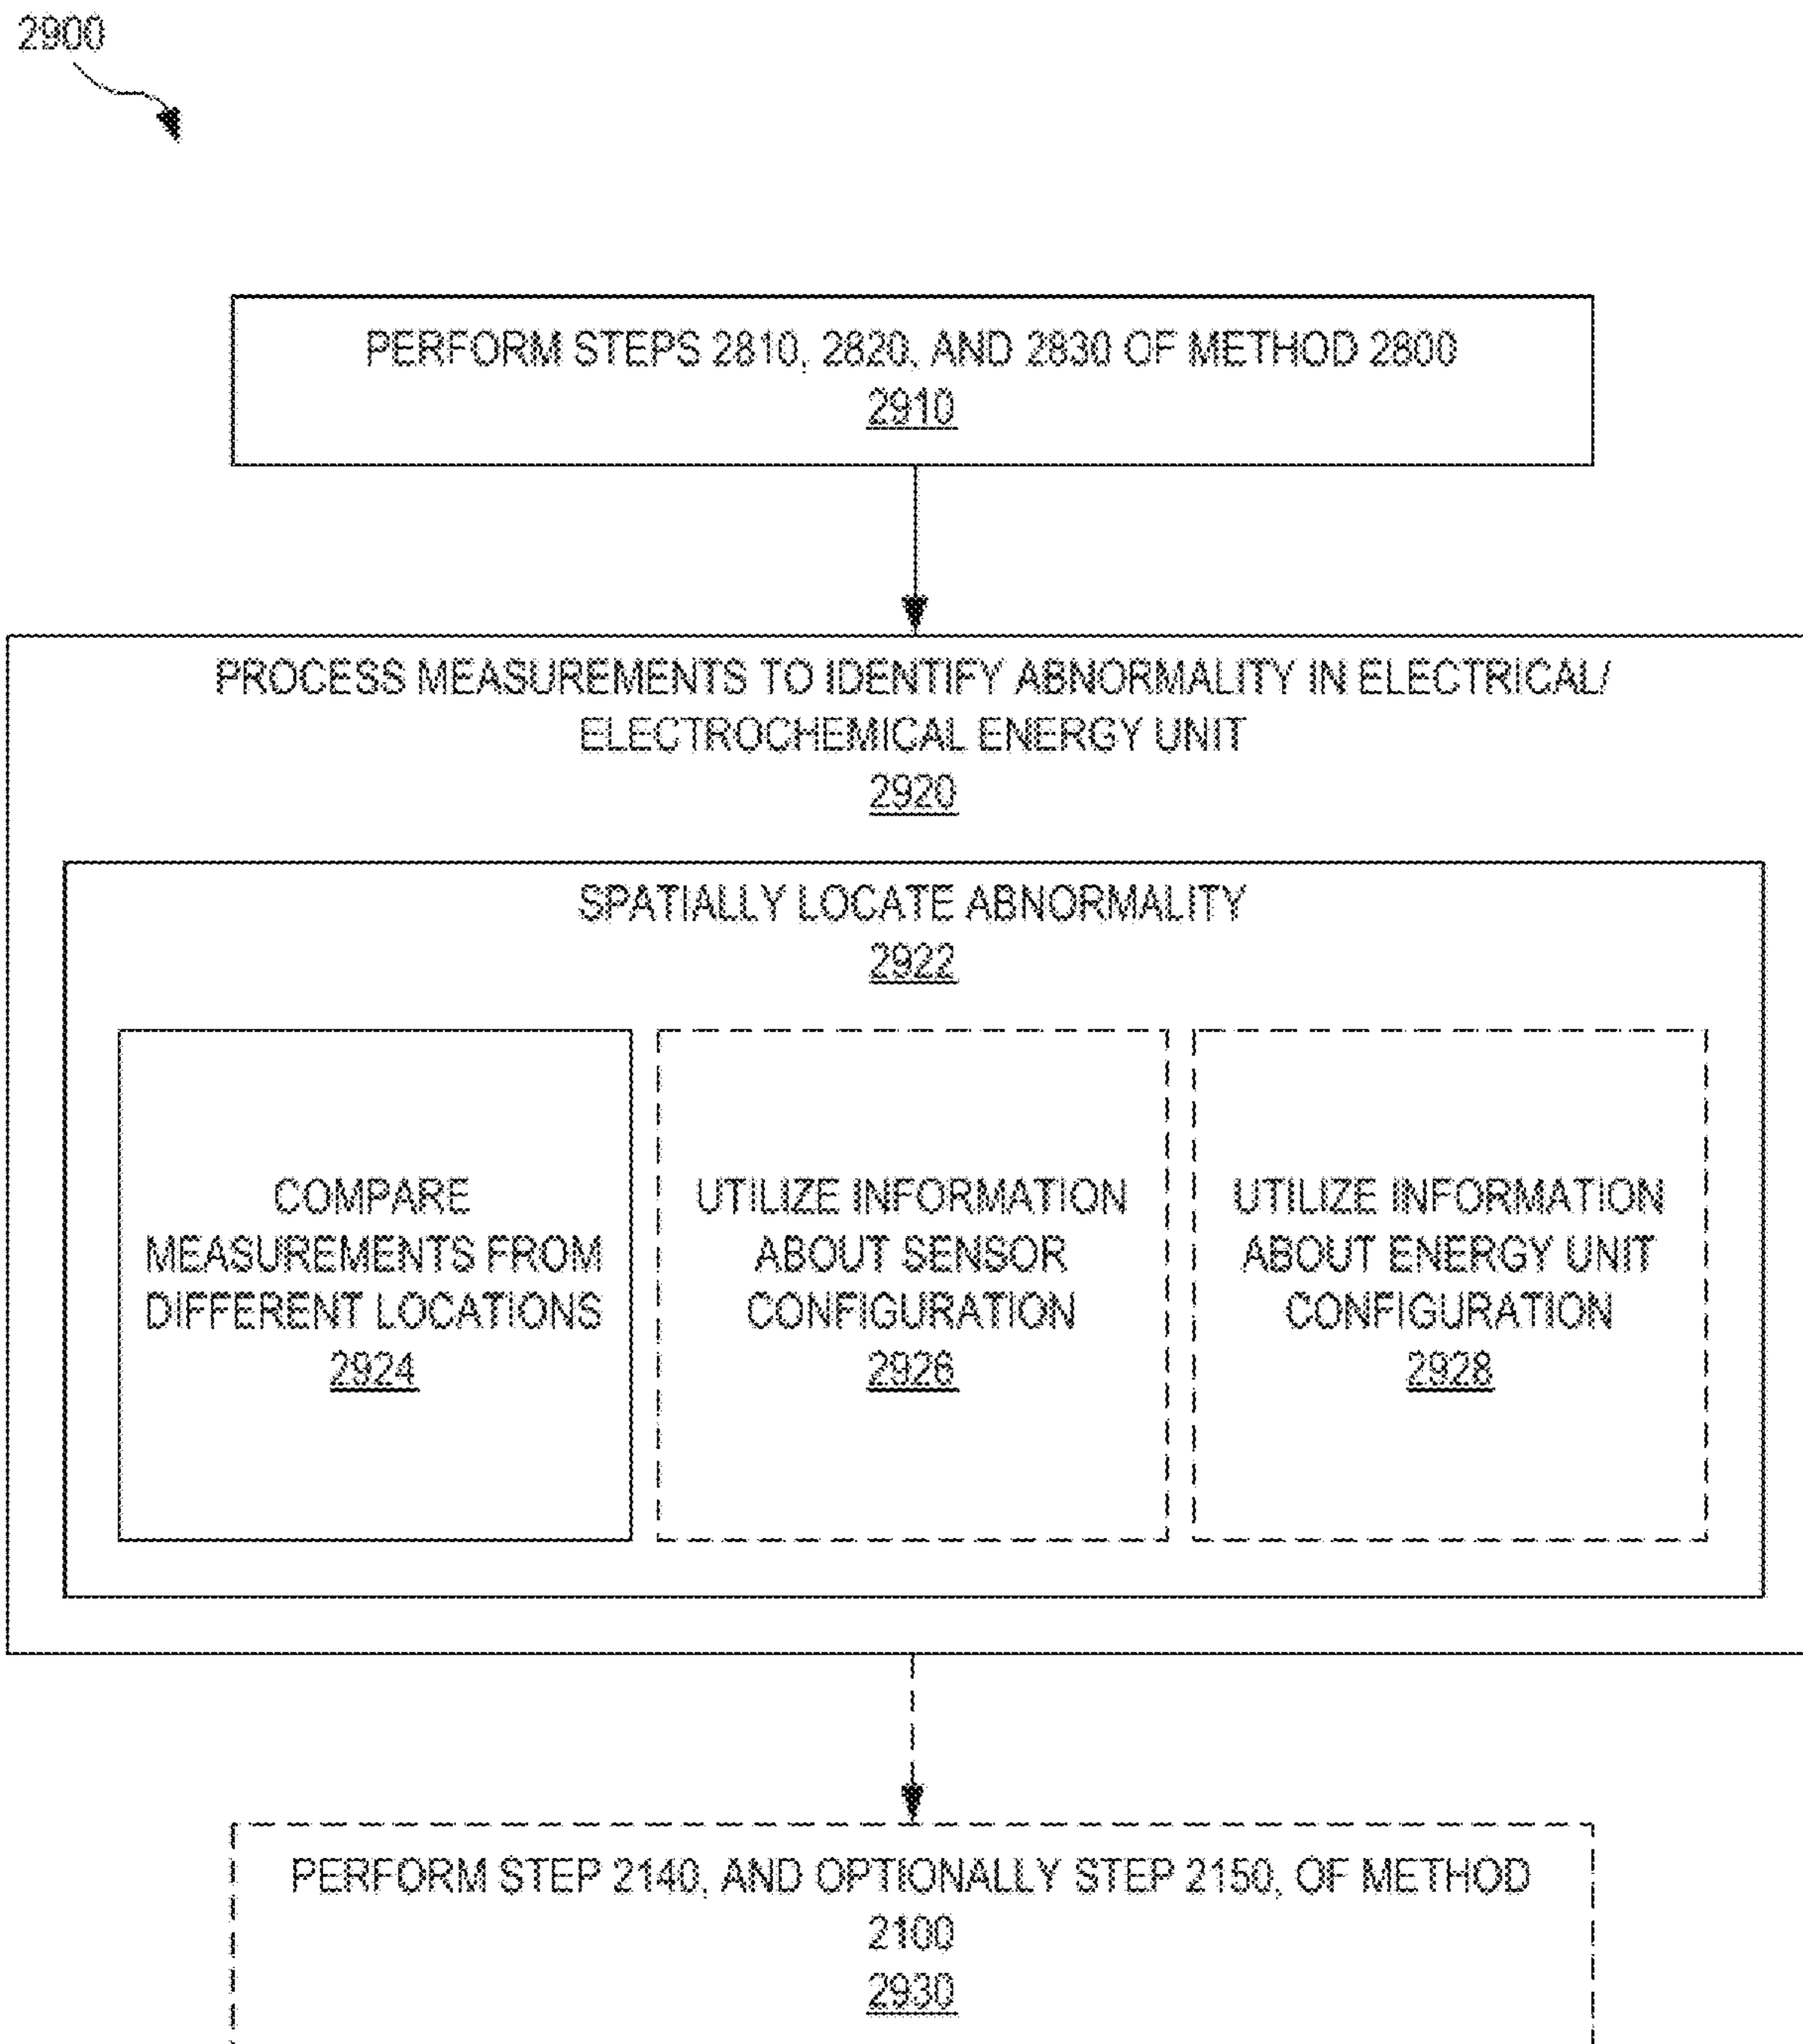 2900
PERFORM STEPS 2810, 2820, AND 2830 OF METHOD 2800
2910
PROCESS MEASUREMENTS TO IDENTIFY ABNORMALITY IN ELECTRICAL/
ELECTROCHEMICAL ENERGY UNIT
2920
SPATIALLY LOCATE ABNORMALITY
2922
COMPARE
MEASUREMENTS FROM
DIFFERENT LOCATIONS
2924
UTILIZE INFORMATION
ABOUT SENSOR
CONFIGURATION
2926
UTILIZE INFORMATION
ABOUT ENERGY UNIT
CONFIGURATION
2928
PERFORM STEP 2140, AND OPTIONALLY STEP 2150, OF METHOD
2100
2930